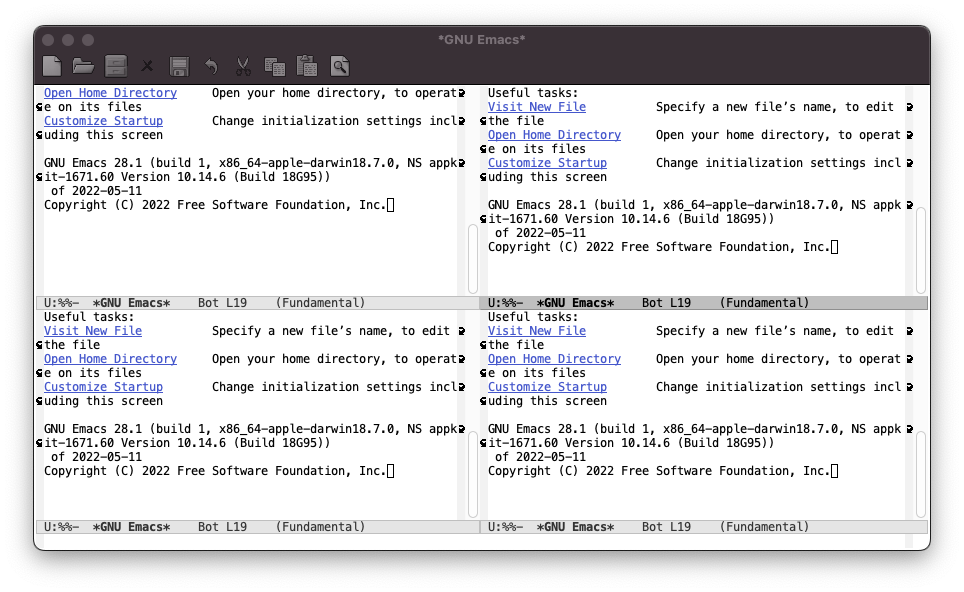 *GNU Emacs*
Open Home Directory     Open your home directory, to operat
e on its files
Customize Startup       Change initialization settings incl
uding this screen

GNU Emacs 28.1 (build 1, x86_64-apple-darwin18.7.0, NS appk
it-1671.60 Version 10.14.6 (Build 18G95))
 of 2022-05-11
Copyright (C) 2022 Free Software Foundation, Inc.
U:%%-  *GNU Emacs*    Bot L19    (Fundamental)
Useful tasks:
Visit New File          Specify a new file’s name, to edit
the file
Open Home Directory     Open your home directory, to operat
e on its files
Customize Startup       Change initialization settings incl
uding this screen

GNU Emacs 28.1 (build 1, x86_64-apple-darwin18.7.0, NS appk
it-1671.60 Version 10.14.6 (Build 18G95))
 of 2022-05-11
Copyright (C) 2022 Free Software Foundation, Inc.
U:%%-  *GNU Emacs*    Bot L19    (Fundamental)
Useful tasks:
Visit New File          Specify a new file’s name, to edit
the file
Open Home Directory     Open your home directory, to operat
e on its files
Customize Startup       Change initialization settings incl
uding this screen

GNU Emacs 28.1 (build 1, x86_64-apple-darwin18.7.0, NS appk
it-1671.60 Version 10.14.6 (Build 18G95))
 of 2022-05-11
Copyright (C) 2022 Free Software Foundation, Inc.
U:%%-  *GNU Emacs*    Bot L19    (Fundamental)
Useful tasks:
Visit New File          Specify a new file’s name, to edit
the file
Open Home Directory     Open your home directory, to operat
e on its files
Customize Startup       Change initialization settings incl
uding this screen

GNU Emacs 28.1 (build 1, x86_64-apple-darwin18.7.0, NS appk
it-1671.60 Version 10.14.6 (Build 18G95))
 of 2022-05-11
Copyright (C) 2022 Free Software Foundation, Inc.
U:%%-  *GNU Emacs*    Bot L19    (Fundamental)